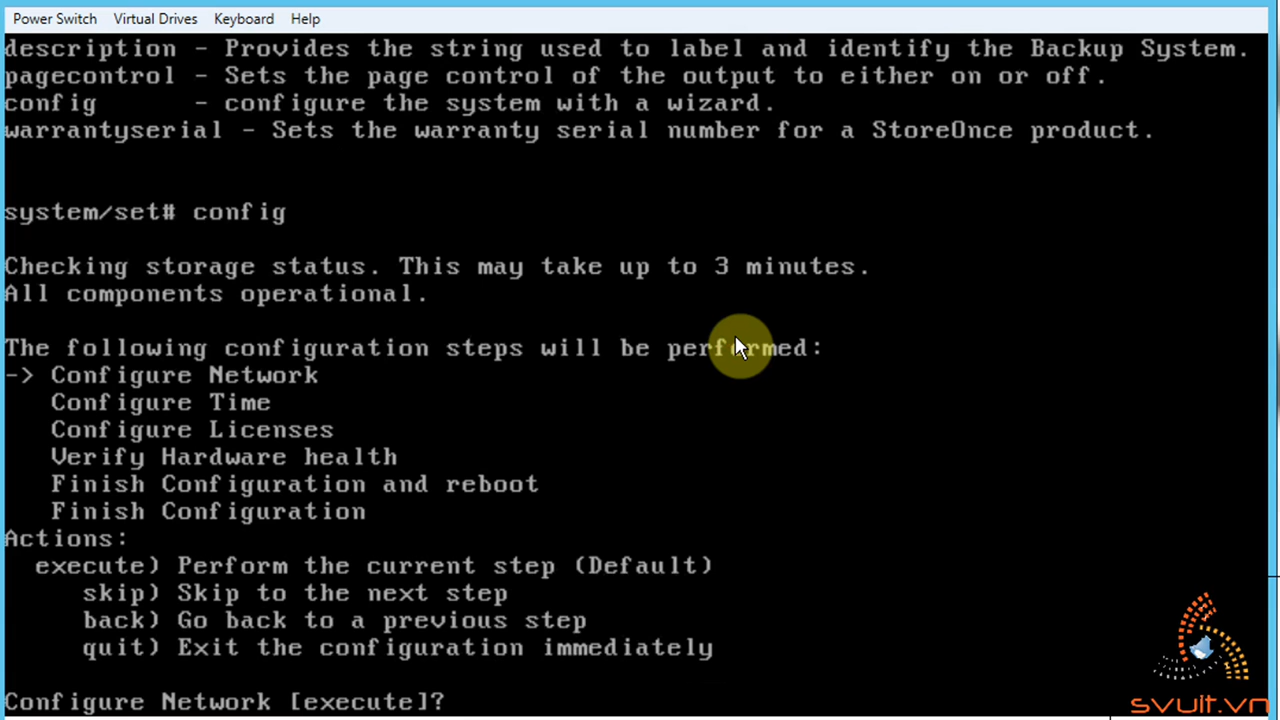 Power Switch Virtual Drives Keyboard Help
description - Provides the string used to label and identify the Backup System.
pagecontrol - Sets the page control of the output to either on or off.
config - configure the system with a wizard.
warrantyserial - Sets the warranty serial number for a StoreOnce product.
system/set# config
Checking storage status. This may take up to 3 minutes.
All components operational.
The following configuration steps will be performed:
-> Configure Network
Configure Time
Configure Licenses
Verify Hardware health
Finish Configuration and reboot
Finish Configuration
Actions:
execute) Perform the current step (Default)
skip) Skip to the next step
back) Go back to a previous step
quit) Exit the configuration immediately
Configure Network [execute]?
svuit.vn